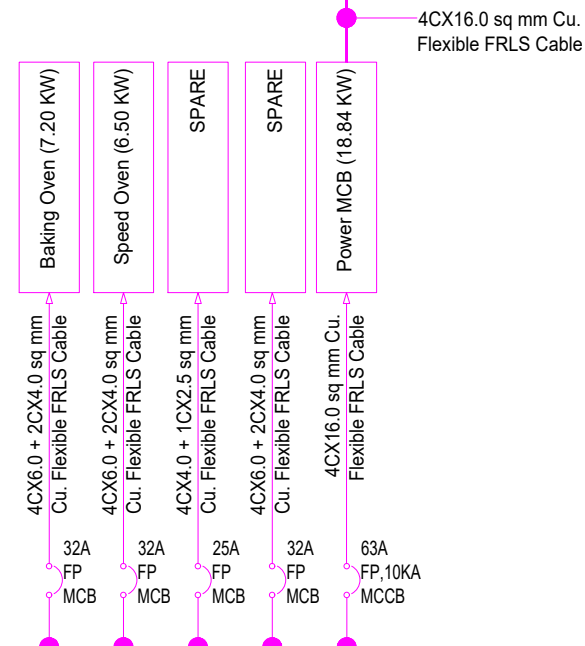 4CX16.0 sq mm Cu.
Flexible FRLS Cable
Baking Oven (7.20 KW)
Speed Oven (6.50 KW)
SPARE
SPARE
Power MCB (18.84 KW)
4CX6.0 + 2CX4.0 sq mm
Cu. Flexible FRLS Cable
4CX6.0 + 2CX4.0 sq mm
Cu. Flexible FRLS Cable
4CX4.0 + 1CX2.5 sq mm
Cu. Flexible FRLS Cable
4CX6.0 + 2CX4.0 sq mm
Cu. Flexible FRLS Cable
4CX16.0 sq mm Cu.
Flexible FRLS Cable
32A
FP
MCB
32A
FP
MCB
25A
FP
MCB
32A
FP
MCB
63A
FP,10KA
MCCB